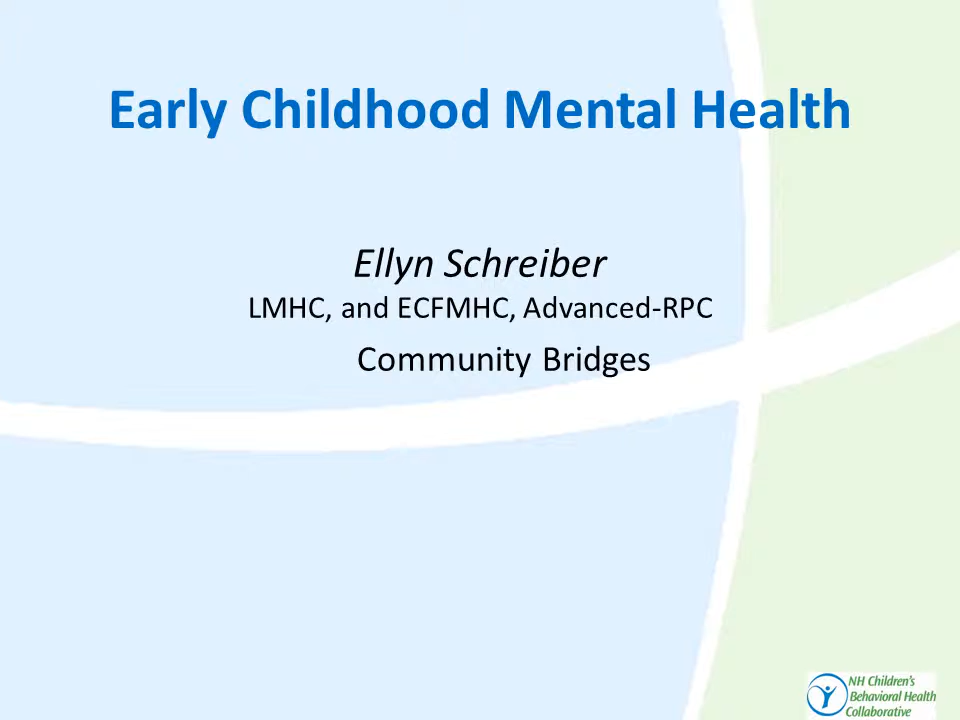 Early Childhood Mental Health
Ellyn Schreiber
LMHC, and ECFMHC, Advanced-RPC
Community Bridges
NH Children's
Behavioral Health
Collaborative